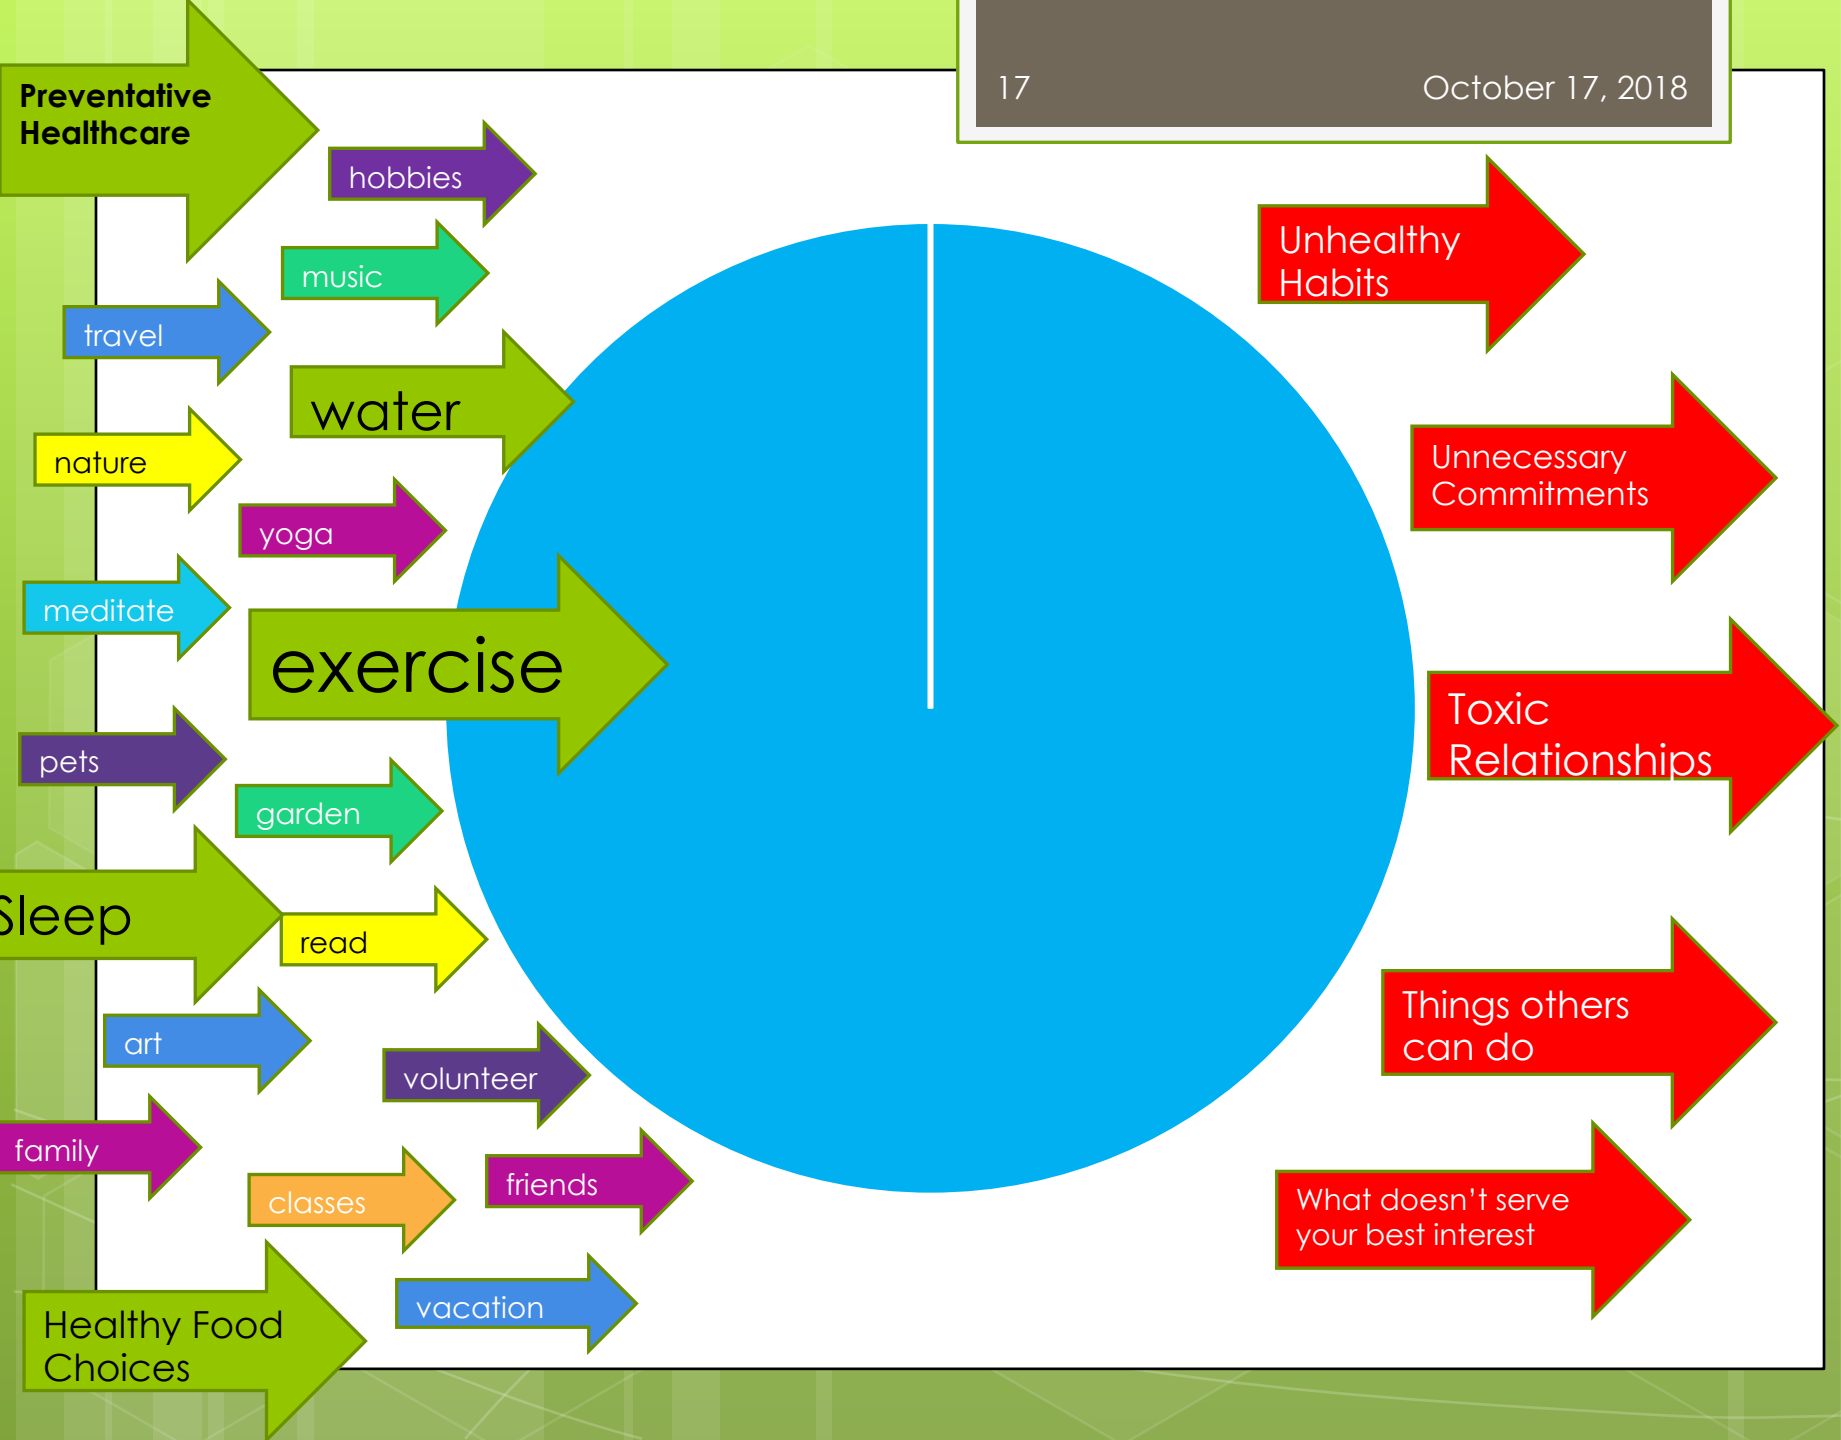 17
October 17, 2018
Preventative
Healthcare
hobbies
music
travel
water
nature
yoga
meditate
exercise
pets
garden
Sleep
read
art
volunteer
family
classes
friends
vacation
Healthy Food
Choices
Unhealthy
Habits
Unnecessary
Commitments
Toxic
Relationships
Things others
can do
What doesn’t serve
your best interest